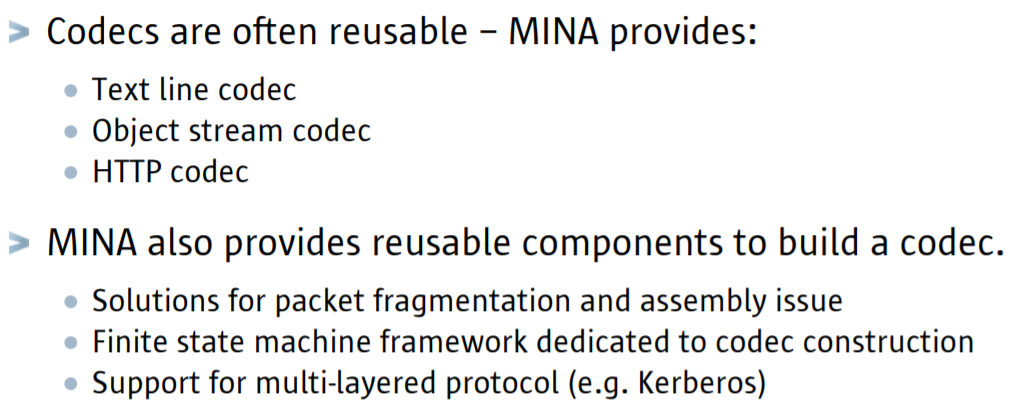 Codecs are often reusable – MINA provides:
Text line codec
Object stream codec
HTTP codec
MINA also provides reusable components to build a codec.
Solutions for packet fragmentation and assembly issue
Finite state machine framework dedicated to codec construction
Support for multi-layered protocol (e.g. Kerberos)